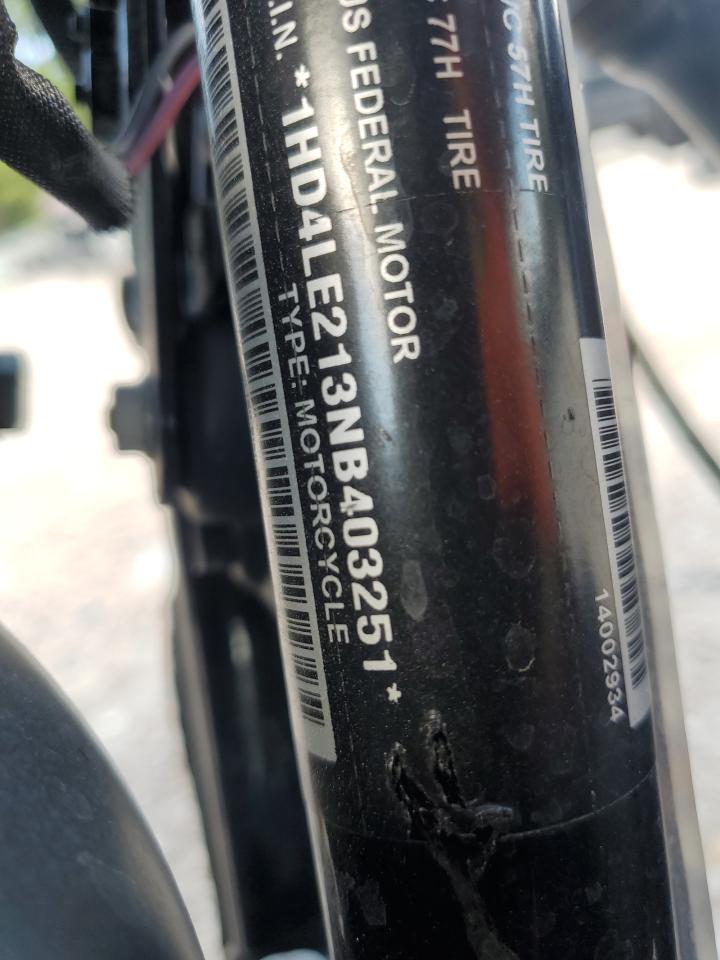 /C 57H TIRE
77H TIRE
US FEDERAL MOTOR
.I.N. *1HD4LE213NB403251*
TYPE: MOTORCYCLE
14002934